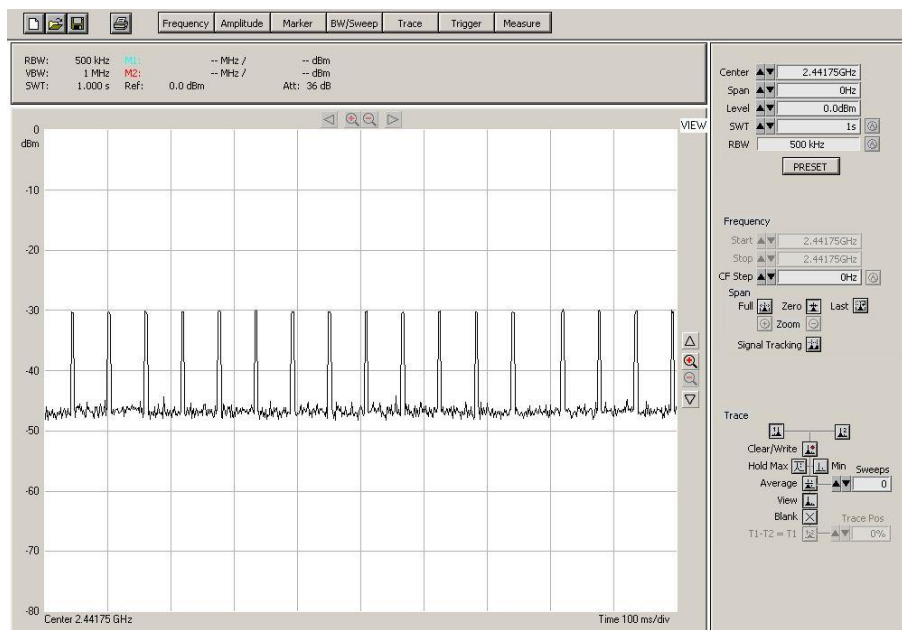 Frequency Amplitude Marker BW/Sweep Trace Trigger Measure
RBW: 500 kHz M1: -- MHz / -- dBm
VBW: 1 MHz M2: -- MHz / -- dBm
SWT: 1.000 s Ref: 0.0 dBm Att: 36 dB
VIEW
0
dBm
-10
-20
-30
-40
-50
-60
-70
-80
Center 2.44175 GHz Time 100 ms/div
Center 2.44175GHz
Span 0Hz
Level 0.0dBm
SWT 1s
RBW 500 kHz
PRESET
Frequency
Start 2.44175GHz
Stop 2.44175GHz
CF Step 0Hz
Span
Full Zero Last
Zoom
Signal Tracking
Trace
1 2
Clear/Write
Hold Max Min Sweeps
Average 0
View
Blank Trace Pos
T1-T2 = T1 0%